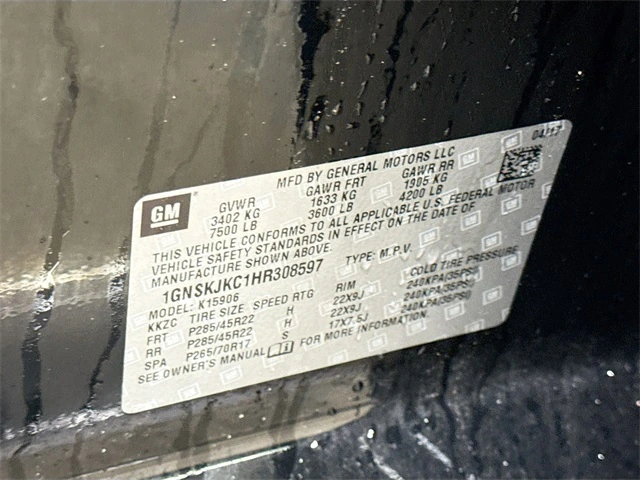 04/17
MFD BY GENERAL MOTORS LLC
GM
GVWR GAWR FRT GAWR RR
3402 KG 1633 KG 1905 KG
7500 LB 3600 LB 4200 LB
THIS VEHICLE CONFORMS TO ALL APPLICABLE U.S. FEDERAL MOTOR
VEHICLE SAFETY STANDARDS IN EFFECT ON THE DATE OF
MANUFACTURE SHOWN ABOVE.
1GNSKJKC1HR308597 TYPE: M.P.V.
MODEL: K15906
KKZC TIRE SIZE SPEED RTG RIM COLD TIRE PRESSURE
FRT P285/45R22 H 22X9J 240KPA(35PSI)
RR P285/45R22 H 22X9J 240KPA(35PSI)
SPA P265/70R17 S 17X7.5J 240KPA(35PSI)
SEE OWNER'S MANUAL FOR MORE INFORMATION.